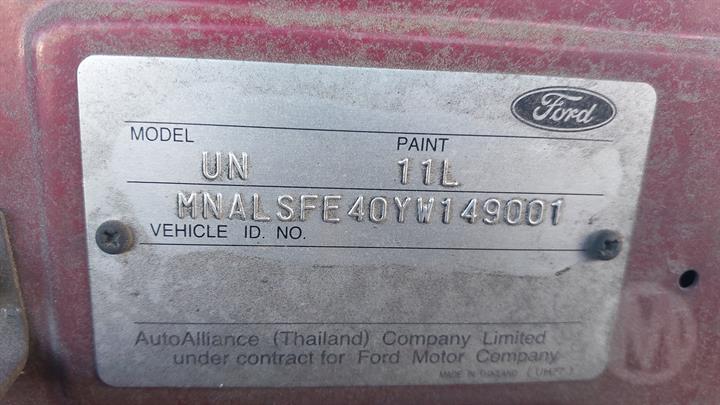 Ford
MODEL PAINT
UN 11L
MNALSFE40YW149001
VEHICLE ID. NO.
AutoAlliance (Thailand) Company Limited
under contract for Ford Motor Company
MADE IN THAILAND (UH77)